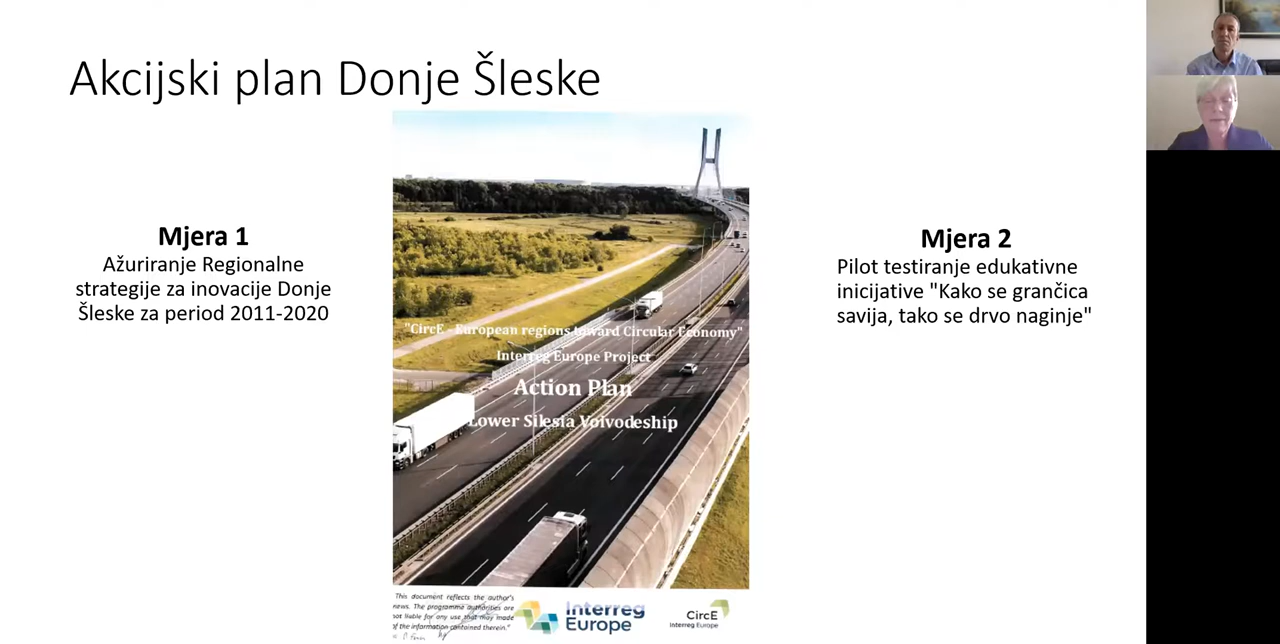 Akcijski plan Donje Šleske
Mjera 1
Ažuriranje Regionalne
strategije za inovacije Donje
Šleske za period 2011-2020
"CircE - European regions toward Circular Economy"
Interreg Europe Project
Action Plan
Lower Silesia Voivodeship
This document reflects the author's
views. The programme authorities are
not liable for any use that may made
of the information contained therein."
Interreg
Europe
CircE
Interreg Europe
Mjera 2
Pilot testiranje edukativne
inicijative "Kako se grančica
savija, tako se drvo naginje"